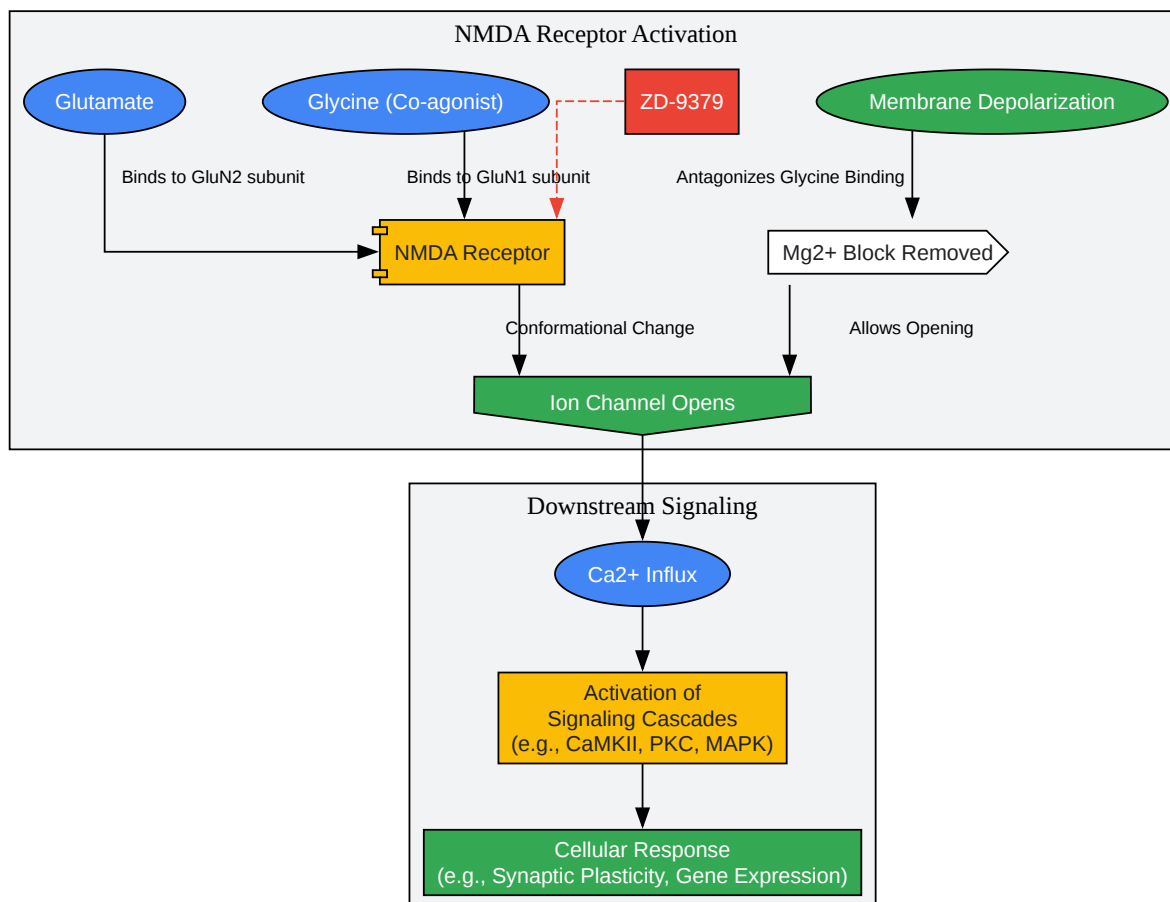 NMDA Receptor Activation
Glutamate
Glycine (Co-agonist)
ZD-9379
Membrane Depolarization
Binds to GluN2 subunit
Binds to GluN1 subunit
Antagonizes Glycine Binding
NMDA Receptor
Mg2+ Block Removed
Conformational Change
Allows Opening
Ion Channel Opens
Downstream Signaling
Ca2+ Influx
Activation of
Signaling Cascades
(e.g., CaMKII, PKC, MAPK)
Cellular Response
(e.g., Synaptic Plasticity, Gene Expression)